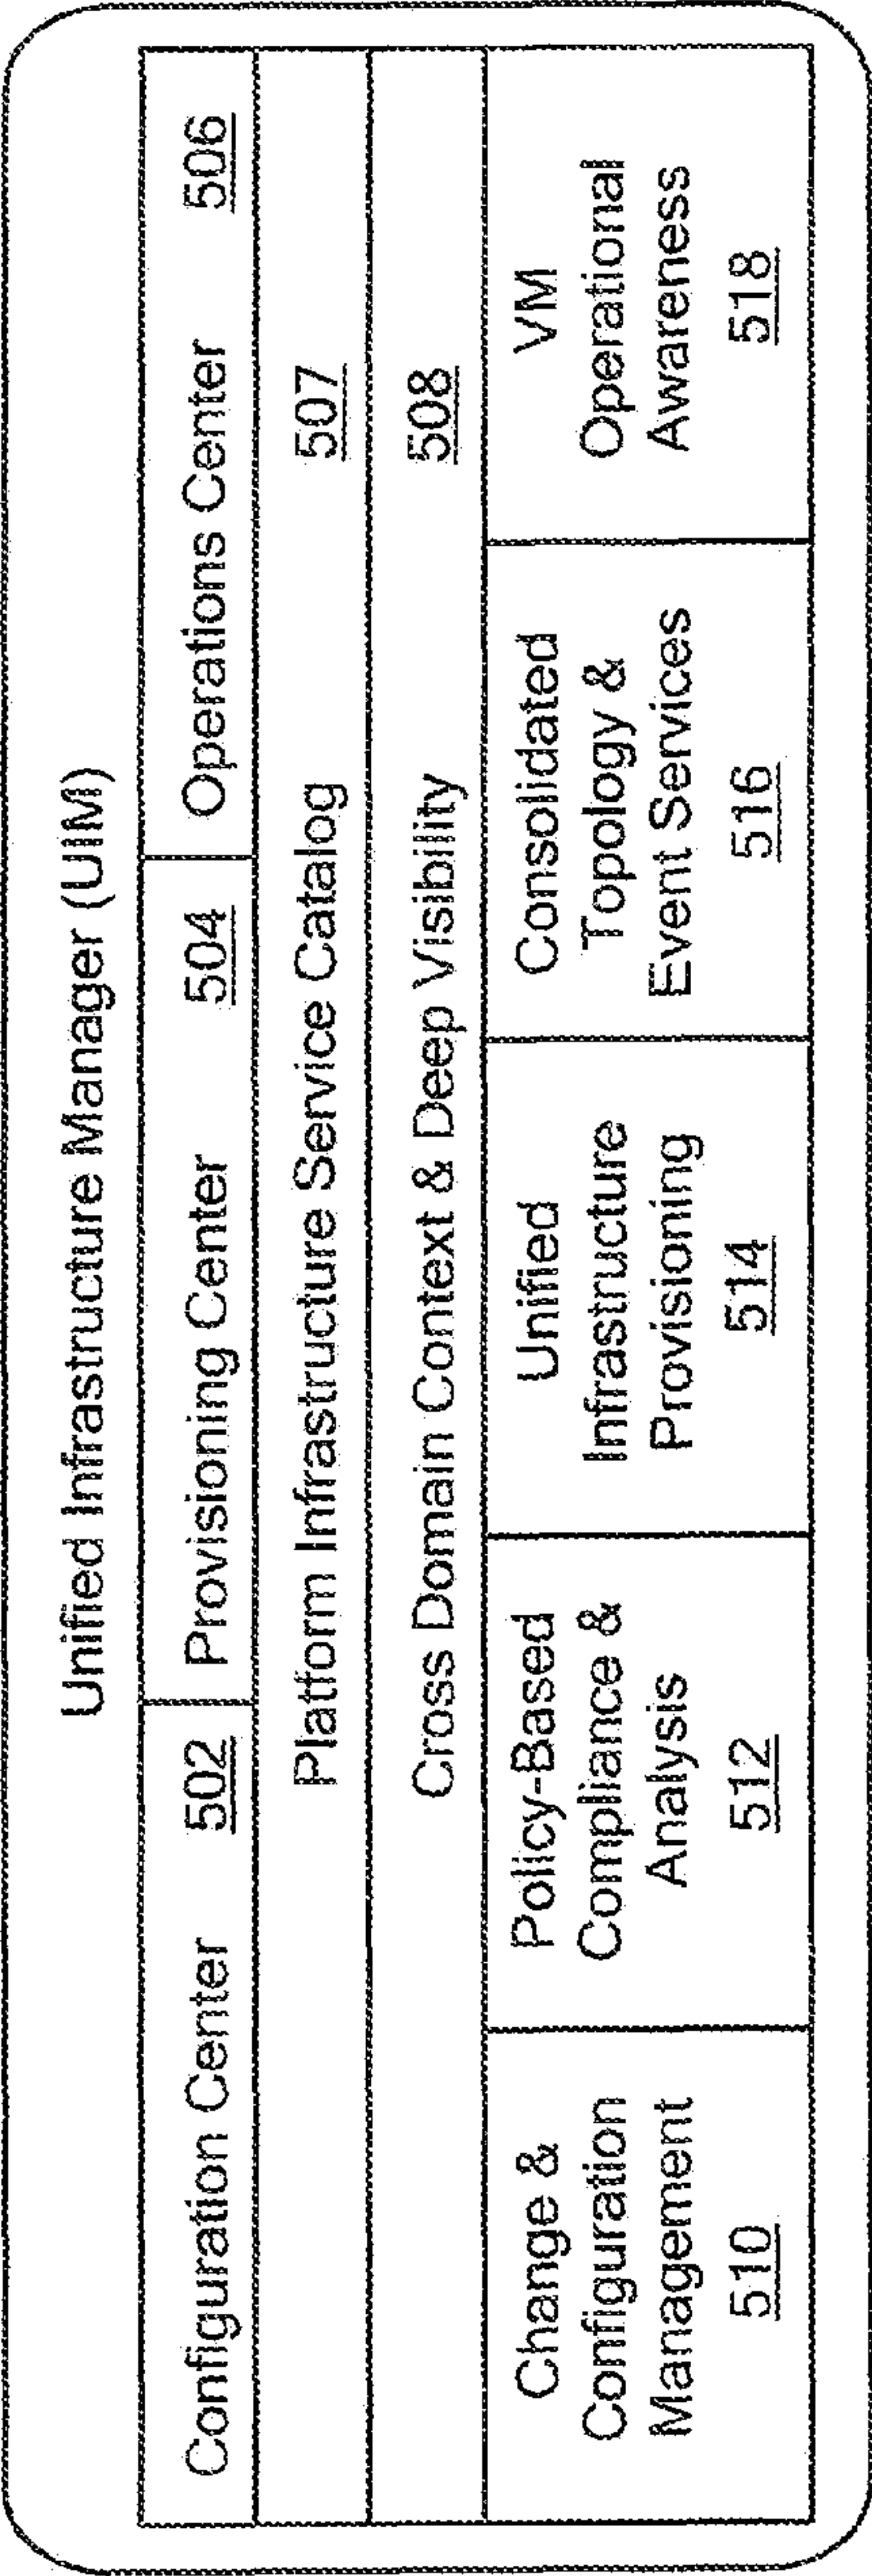 Unified Infrastructure Manager (UIM)
Configuration Center 502
Provisioning Center 504
Operations Center 506
Platform Infrastructure Service Catalog 507
Cross Domain Context & Deep Visibility 508
Change &
Configuration
Management
510
Policy-Based
Compliance &
Analysis
512
Unified
Infrastructure
Provisioning
514
Consolidated
Topology &
Event Services
516
VM
Operational
Awareness
518